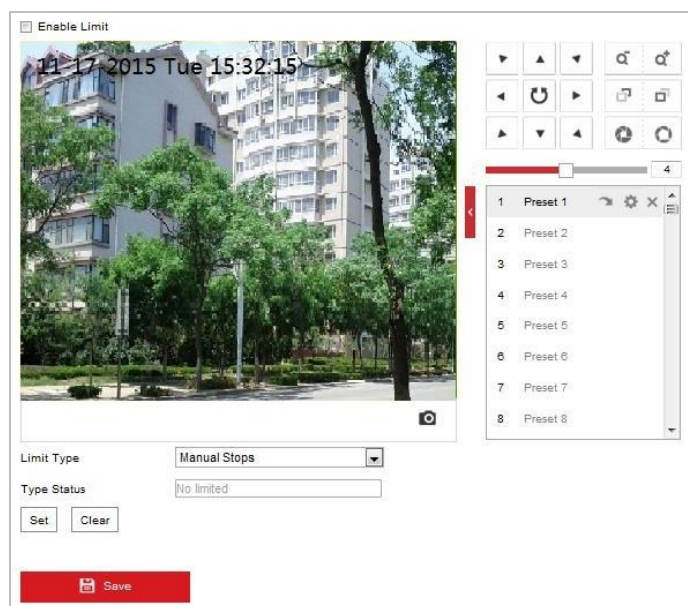 Enable Limit
11-17-2015 Tue 15:32:15
4
1 Preset 1
2 Preset 2
3 Preset 3
4 Preset 4
5 Preset 5
6 Preset 6
7 Preset 7
8 Preset 8
Limit Type Manual Stops
Type Status No limited
Set Clear
Save